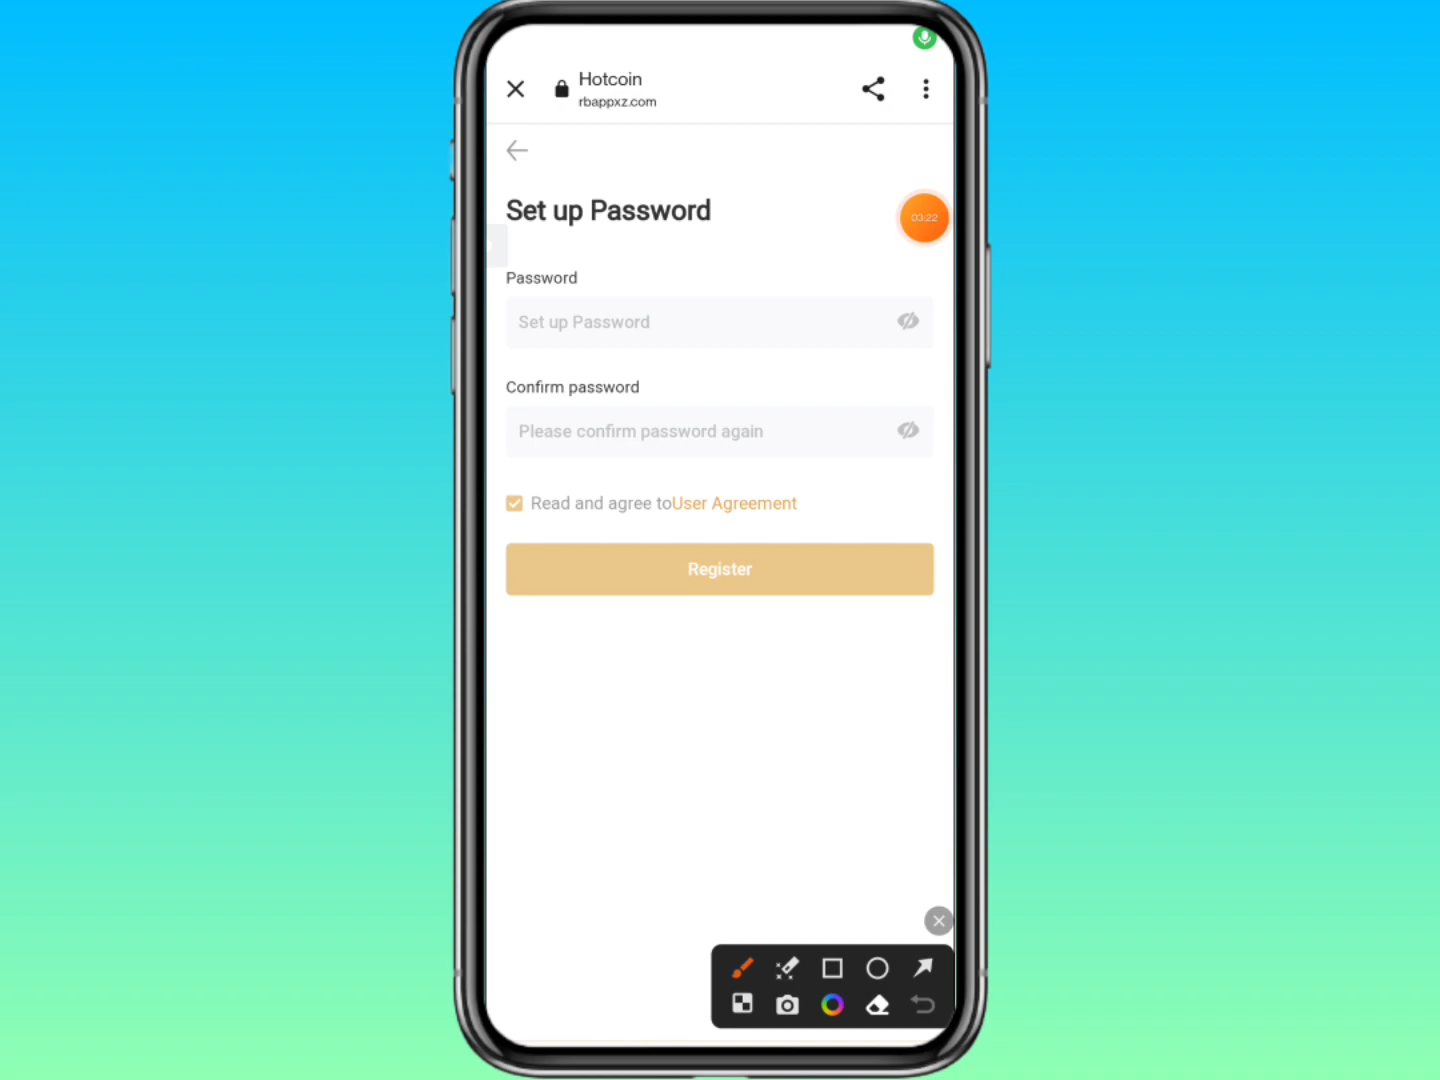 Hotcoin
rbappxz.com
Set up Password
03:22
Password
Set up Password
Confirm password
Please confirm password again
Read and agree toUser Agreement
Register